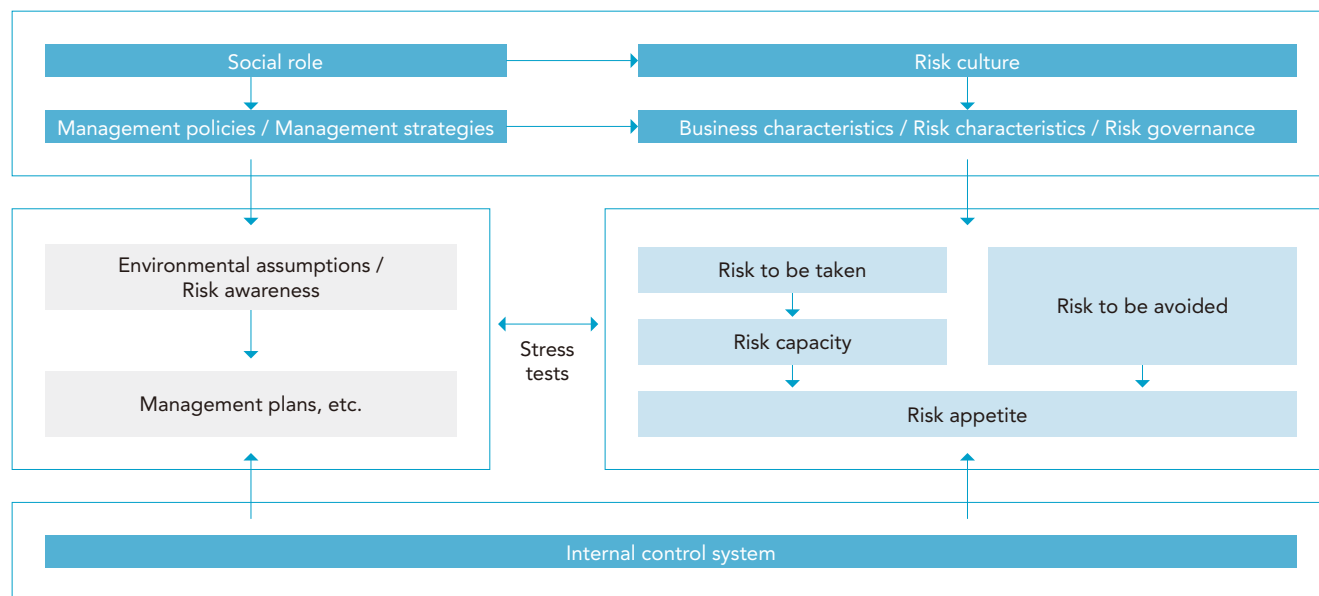 Social role
Risk culture
Management policies / Management strategies
Business characteristics / Risk characteristics / Risk governance
Environmental assumptions /
Risk awareness
Management plans, etc.
Stress
tests
Risk to be taken
Risk capacity
Risk to be avoided
Risk appetite
Internal control system